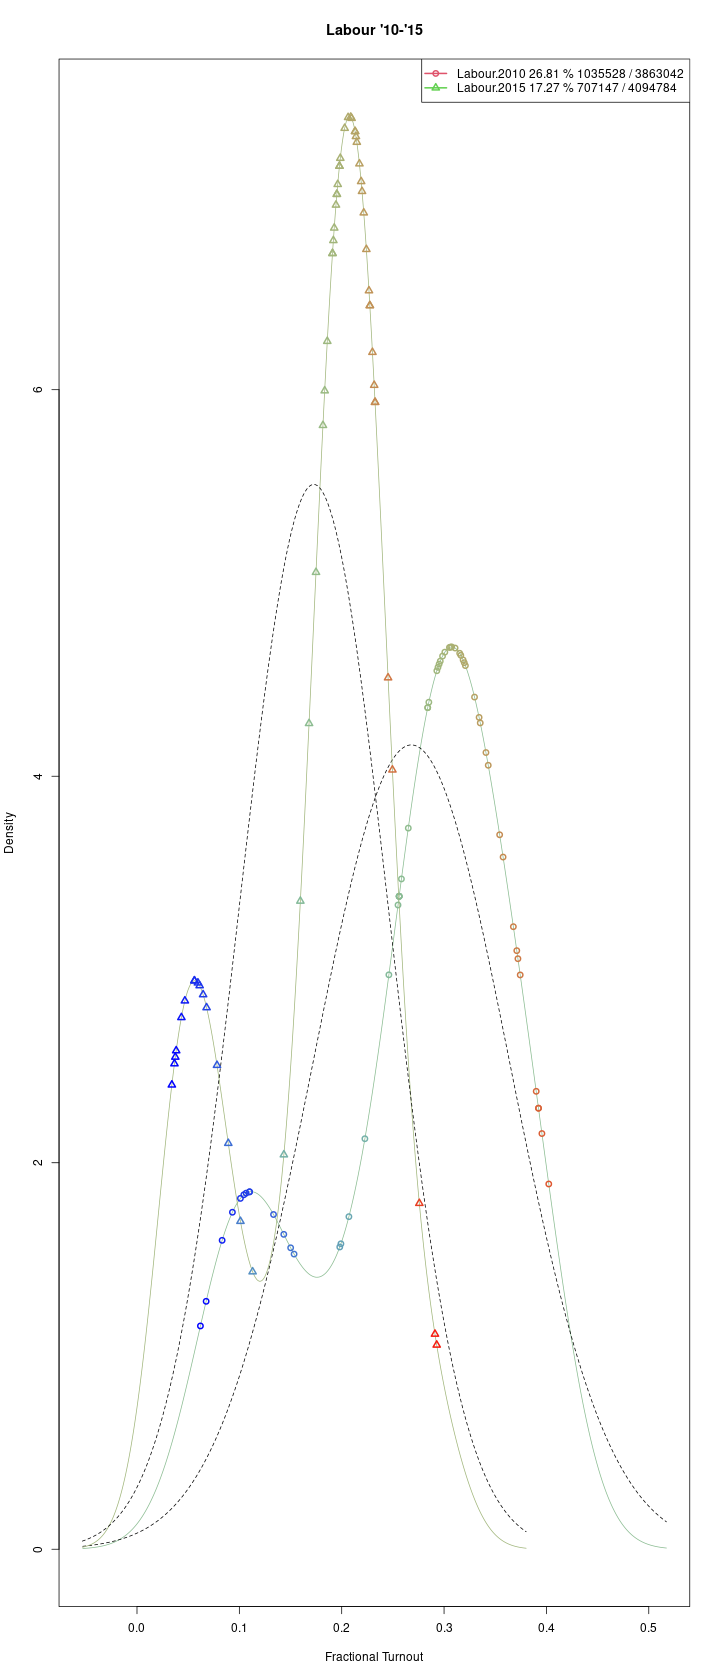 Labour '10-'15
Labour.2010 26.81 % 1035528 / 3863042
Labour.2015 17.27 % 707147 / 4094784
6
4
2
0
Density
0.0 0.1 0.2 0.3 0.4 0.5
Fractional Turnout